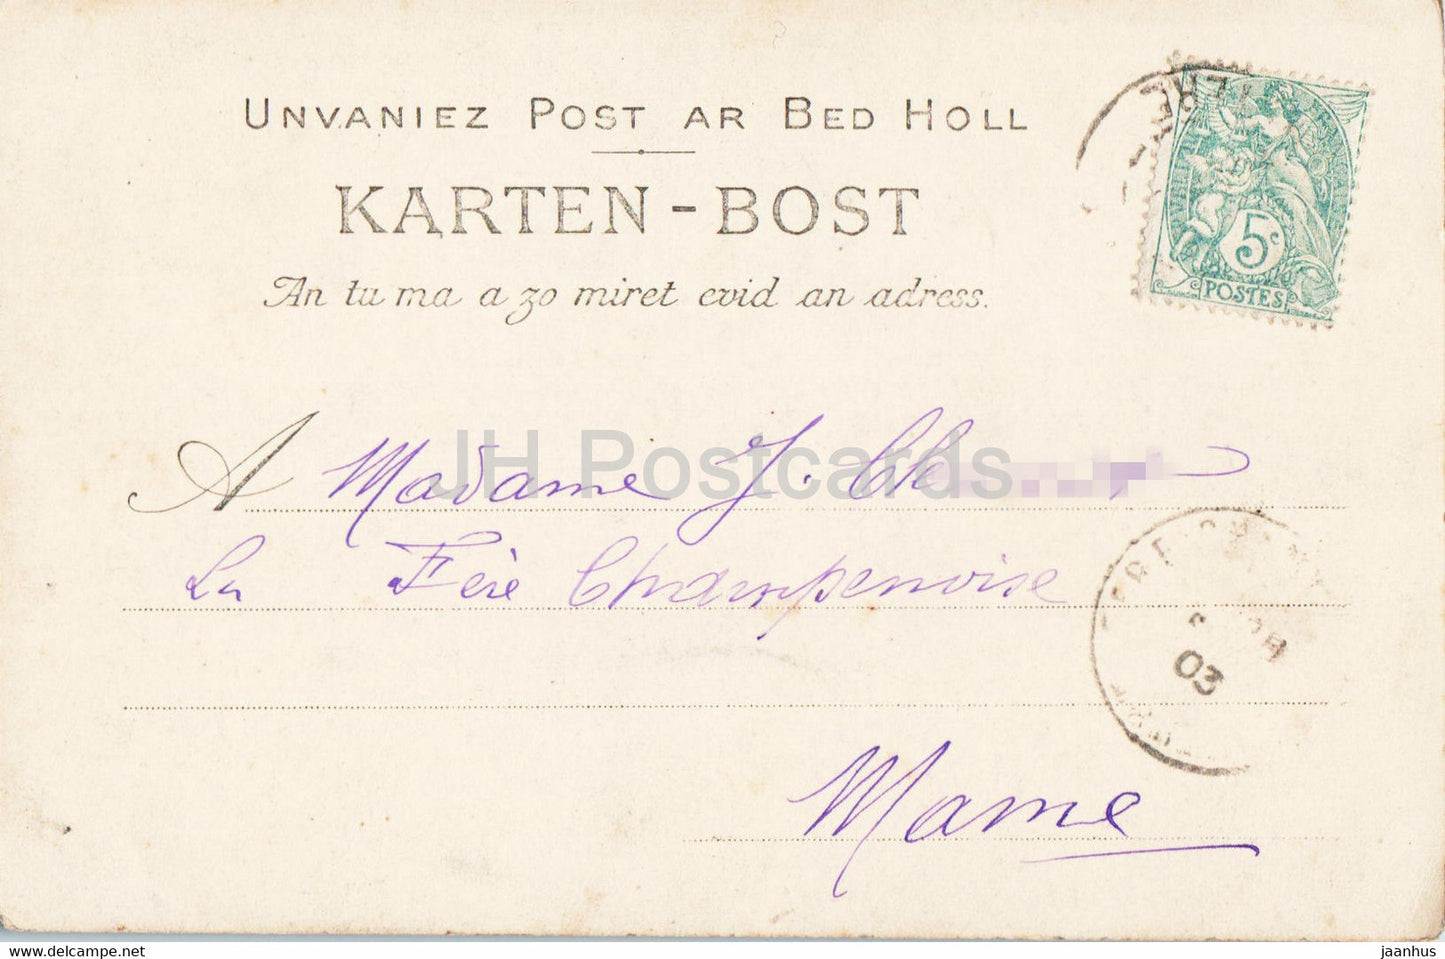 UNVANIEZ POST AR BED HOLL
KARTEN-BOST
An tu ma a zo miret evid an adress.
5c
POSTES
A Madame J.
La Fère Champenoise
Marne
03
JH Postcards
www.delcampe.net
jaanhus